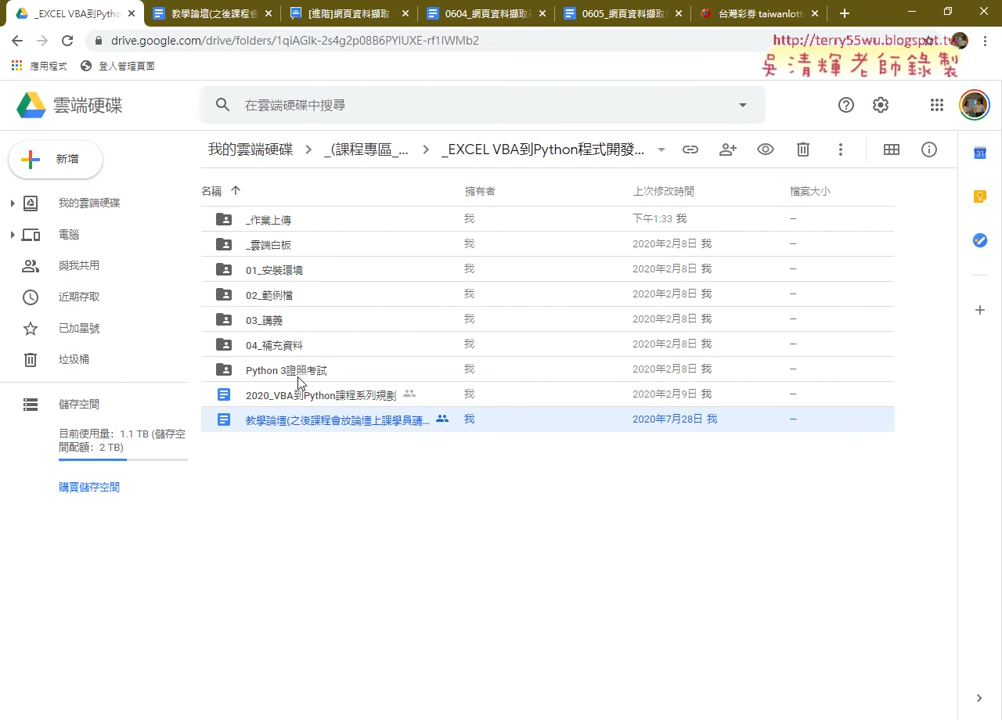 _EXCEL VBA到Pytho
教學論壇(之後課程會
[進階]網頁資料擷取
0604_網頁資料擷取
0605_網頁資料擷取
台灣彩券 taiwanlott
drive.google.com/drive/folders/1qiAGIk-2s4g2p08B6PYIUXE-rf1IWMb2
http://terry55wu.blogspot.tw
應用程式
登入管理頁面
吳清輝老師錄製
雲端硬碟
在雲端硬碟中搜尋
新增
我的雲端硬碟
_(課程專區_...
_EXCEL VBA到Python程式開發...
名稱
擁有者
上次修改時間
檔案大小
我的雲端硬碟
電腦
與我共用
近期存取
已加星號
垃圾桶
儲存空間
目前使用量: 1.1 TB (儲存空
間配額: 2 TB)
購買儲存空間
_作業上傳 我 下午1:33 我 —
_雲端白板 我 2020年2月8日 我 —
01_安裝環境 我 2020年2月8日 我 —
02_範例檔 我 2020年2月8日 我 —
03_講義 我 2020年2月8日 我 —
04_補充資料 我 2020年2月8日 我 —
Python 3證照考試 我 2020年2月8日 我 —
2020_VBA到Python課程系列規劃 我 2020年2月9日 我 —
教學論壇(之後課程會放論壇上課學員請... 我 2020年7月28日 我 —
31